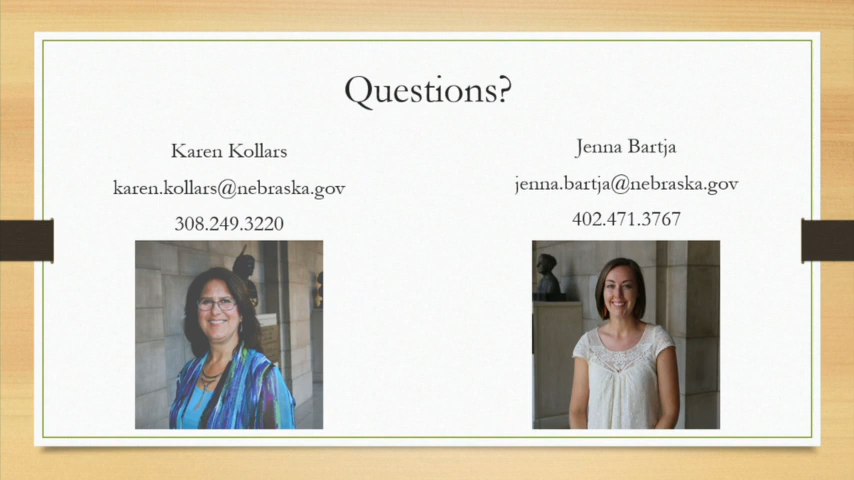 Questions?
Karen Kollars
karen.kollars@nebraska.gov
308.249.3220
Jenna Bartja
jenna.bartja@nebraska.gov
402.471.3767